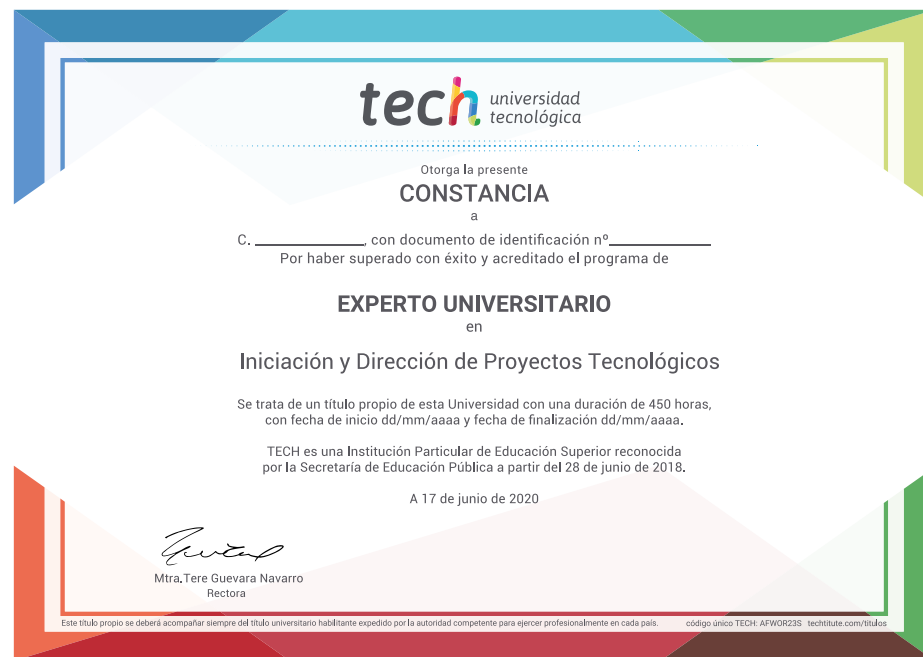 tech universidad
tecnológica
Otorga la presente
CONSTANCIA
a
C. ____________, con documento de identificación nº____________
Por haber superado con éxito y acreditado el programa de
EXPERTO UNIVERSITARIO
en
Iniciación y Dirección de Proyectos Tecnológicos
Se trata de un título propio de esta Universidad con una duración de 450 horas,
con fecha de inicio dd/mm/aaaa y fecha de finalización dd/mm/aaaa.
TECH es una Institución Particular de Educación Superior reconocida
por la Secretaría de Educación Pública a partir del 28 de junio de 2018.
A 17 de junio de 2020
Mtra.Tere Guevara Navarro
Rectora
Este título propio se deberá acompañar siempre del título universitario habilitante expedido por la autoridad competente para ejercer profesionalmente en cada país. código único TECH: AFWOR23S techtitute.com/titulos